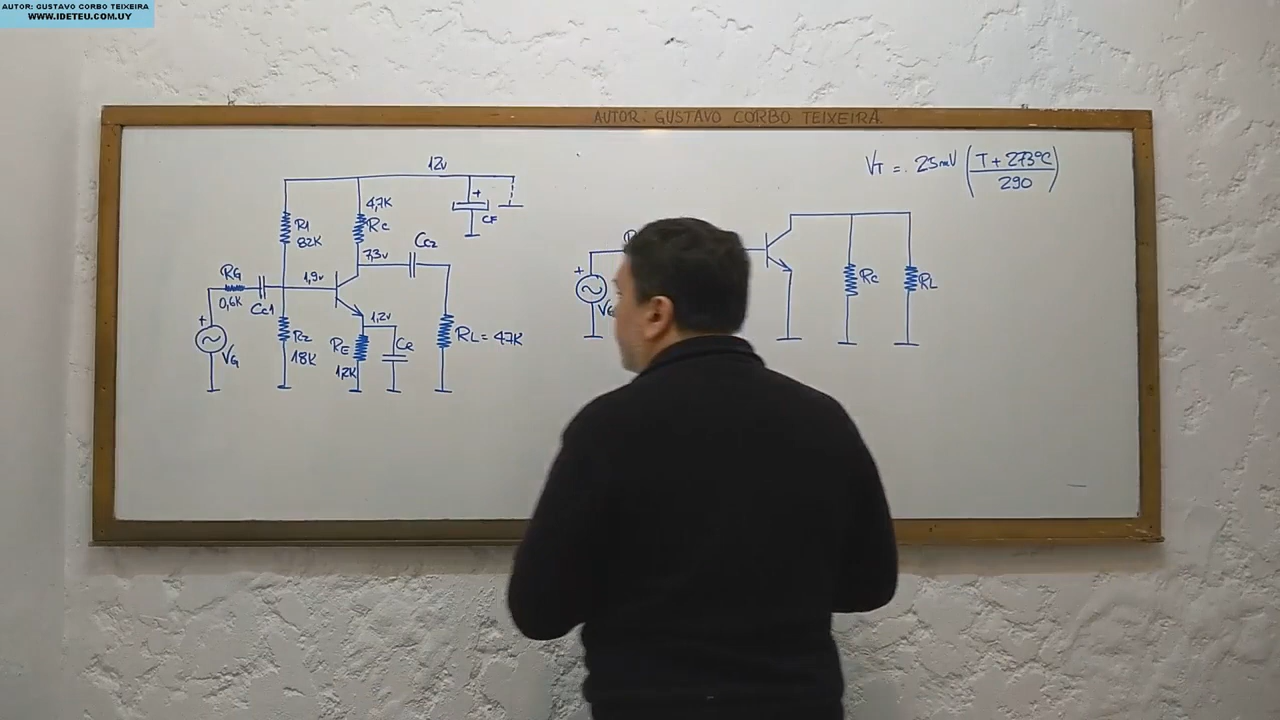 AUTOR: GUSTAVO CORBO TEIXEIRA
WWW.IDETEU.COM.UY
AUTOR: GUSTAVO CORBO TEIXEIRA
VT = 25mV (T + 273°C / 290)
12v
+
CF
R1
82K
4,7K
Rc
7,3v
Cc2
RG
0,6K
Cc1
1,9v
+
VG
R2
18K
1,2v
RE
1,2K
Ce
RL = 47K
+
Rc
RL